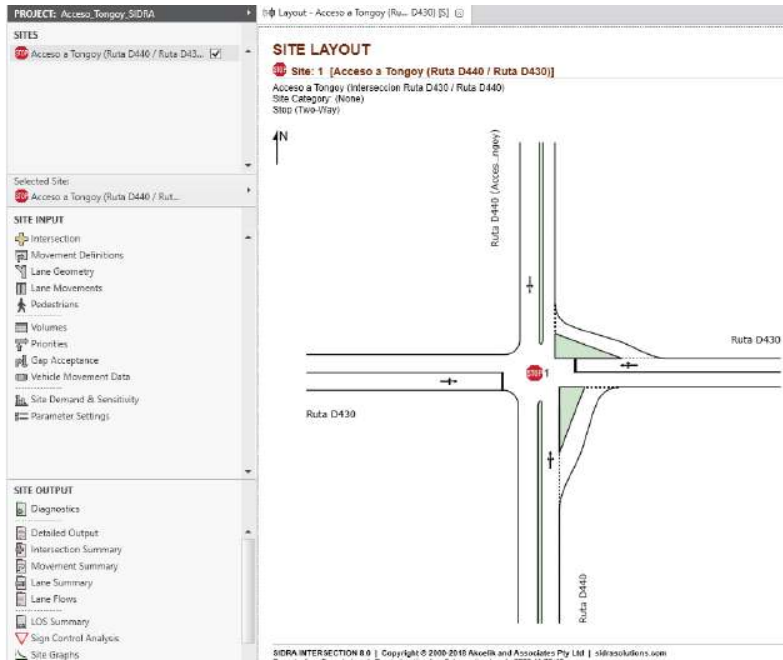 PROJECT: Acceso_Tongoy_SIDRA
SITES
Acceso a Tongoy (Ruta D440 / Ruta D43...
Selected Site:
Acceso a Tongoy (Ruta D440 / Rut...
SITE INPUT
Intersection
Movement Definitions
Lane Geometry
Lane Movements
Pedestrians
Volumes
Priorities
Gap Acceptance
Vehicle Movement Data
Site Demand & Sensitivity
Parameter Settings
SITE OUTPUT
Diagnostics
Detailed Output
Intersection Summary
Movement Summary
Lane Summary
Lane Flows
LOS Summary
Sign Control Analysis
Site Graphs
Layout - Acceso a Tongoy (Ru... D430) [S]
SITE LAYOUT
STOP Site: 1 [Acceso a Tongoy (Ruta D440 / Ruta D430)]
Acceso a Tongoy (Interseccion Ruta D430 / Ruta D440)
Site Category: (None)
Stop (Two-Way)
N
Ruta D440 (Acces...ngoy)
Ruta D430
STOP 1
Ruta D430
Ruta D440
SIDRA INTERSECTION 8.0 | Copyright © 2000-2018 Akcelik and Associates Pty Ltd | sidrasolutions.com